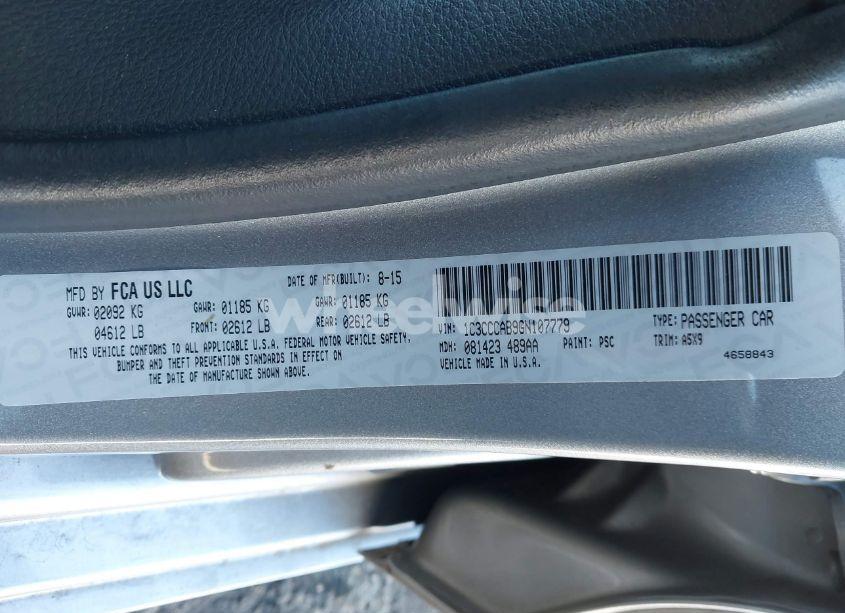 MFD BY FCA US LLC
DATE OF MFR(BUILT): 8-15
GVWR: 02092 KG
04612 LB
GAWR: 01185 KG
FRONT: 02612 LB
GAWR: 01185 KG
REAR: 02612 LB
THIS VEHICLE CONFORMS TO ALL APPLICABLE U.S.A. FEDERAL MOTOR VEHICLE SAFETY,
BUMPER AND THEFT PREVENTION STANDARDS IN EFFECT ON
THE DATE OF MANUFACTURE SHOWN ABOVE.
VIN: 1C3CCCAB9GN107779
TYPE: PASSENGER CAR
MDH: 081423 489AA
PAINT: PSC
TRIM: A5X9
VEHICLE MADE IN U.S.A.
4658843
wheelwise